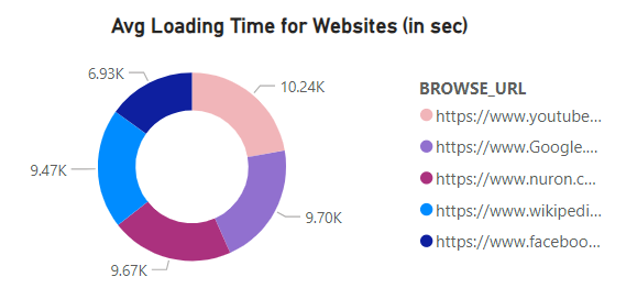 Avg Loading Time for Websites (in sec)
6.93K
10.24K
9.47K
9.70K
9.67K
BROWSE_URL
https://www.youtube...
https://www.Google....
https://www.nuron.c...
https://www.wikipedi...
https://www.faceboo...